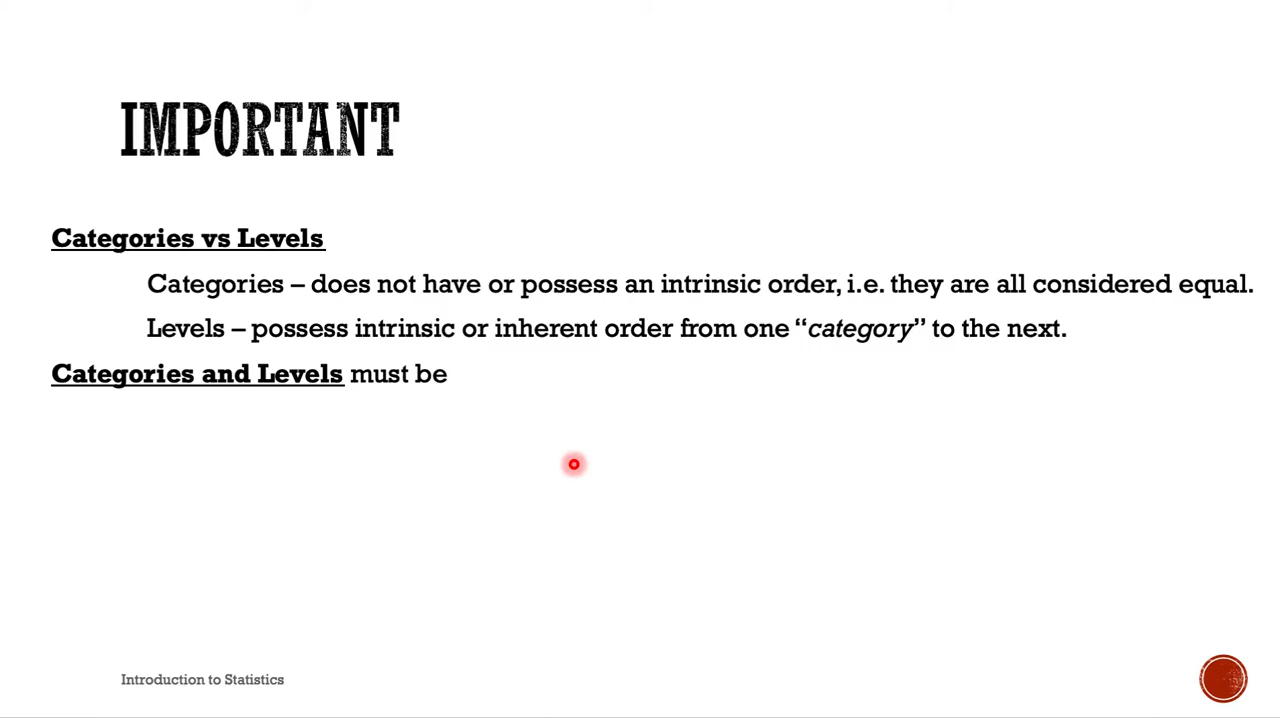 IMPORTANT
Categories vs Levels
Categories – does not have or possess an intrinsic order, i.e. they are all considered equal.
Levels – possess intrinsic or inherent order from one “category” to the next.
Categories and Levels must be
Introduction to Statistics